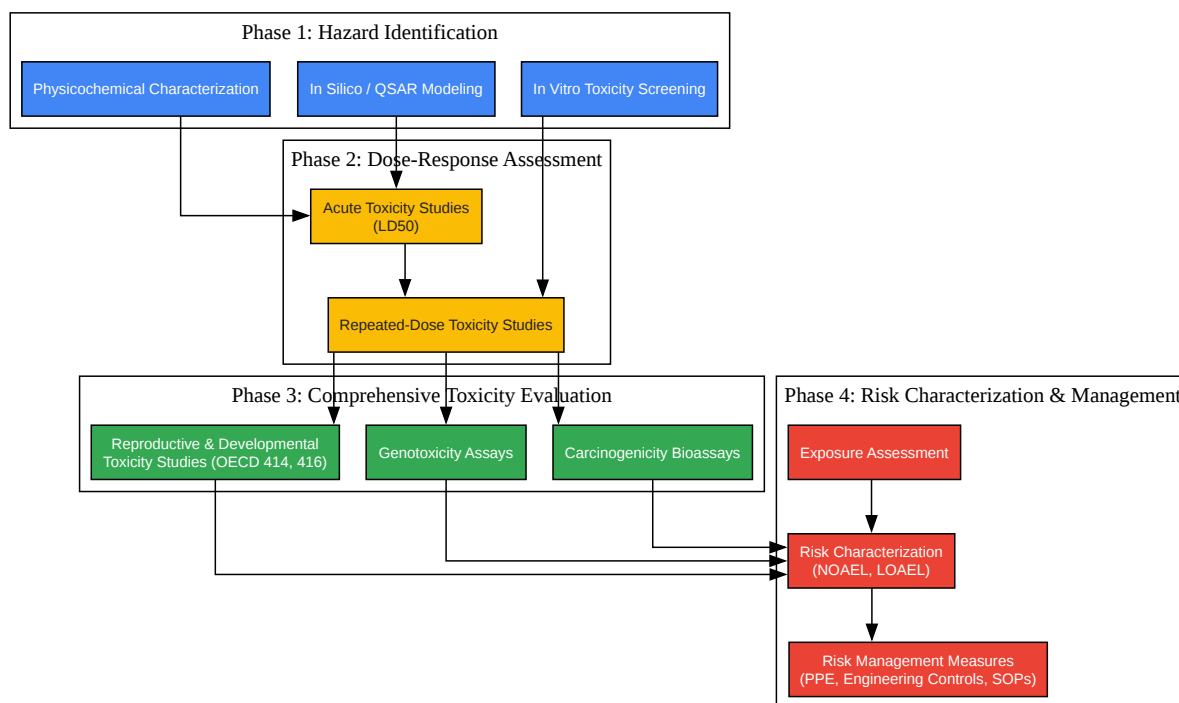 Phase 1: Hazard Identification
Physicochemical Characterization
In Silico / QSAR Modeling
In Vitro Toxicity Screening
Phase 2: Dose-Response Assessment
Acute Toxicity Studies
(LD50)
Repeated-Dose Toxicity Studies
Phase 3: Comprehensive Toxicity Evaluation
Reproductive & Developmental
Toxicity Studies (OECD 414, 416)
Genotoxicity Assays
Carcinogenicity Bioassays
Phase 4: Risk Characterization & Management
Exposure Assessment
Risk Characterization
(NOAEL, LOAEL)
Risk Management Measures
(PPE, Engineering Controls, SOPs)